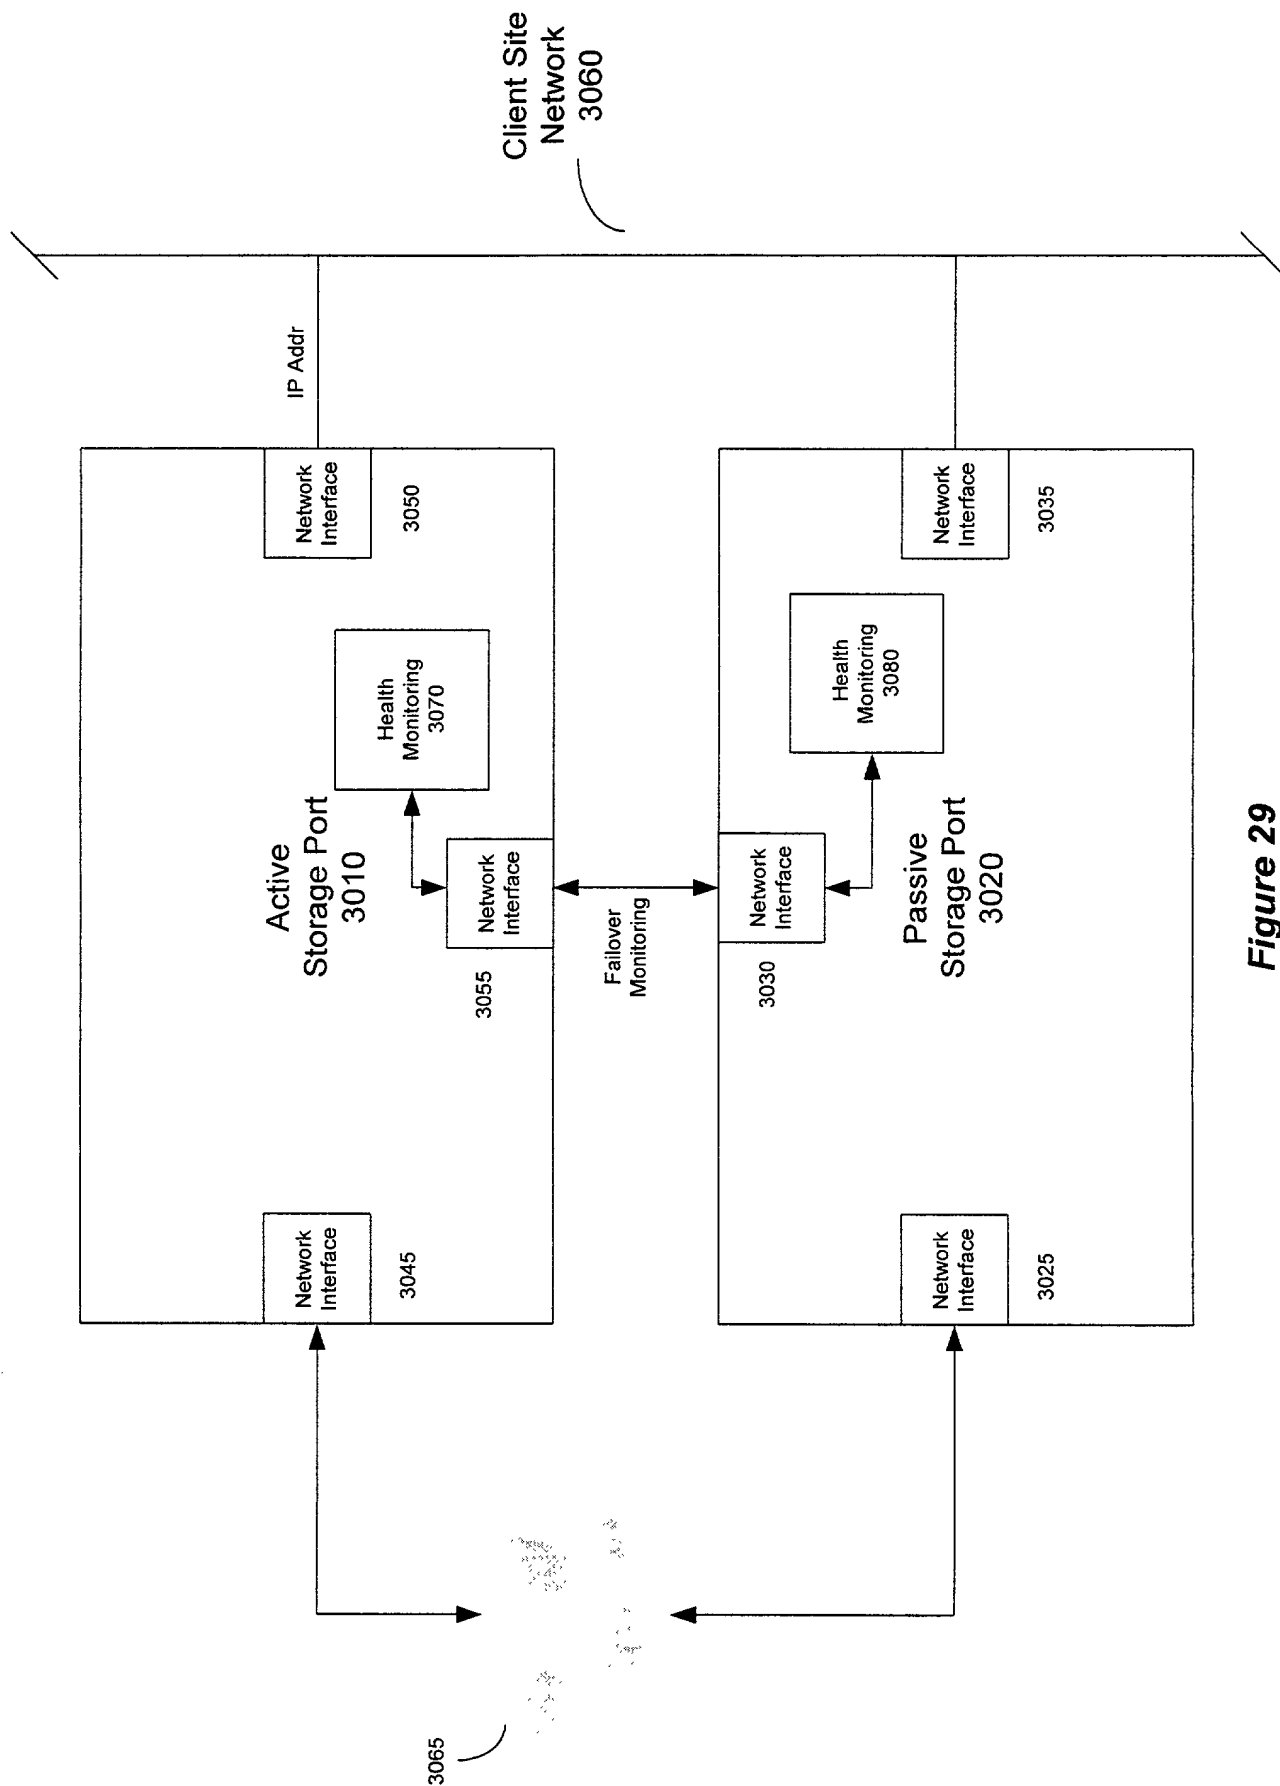 Client Site
Network
3060
IP Addr
Network
Interface
3050
Health
Monitoring
3070
Active
Storage Port
3010
Network
Interface
3055
Network
Interface
3045
Failover
Monitoring
Network
Interface
3035
Health
Monitoring
3080
Network
Interface
3030
Passive
Storage Port
3020
Network
Interface
3025
3065
Figure 29